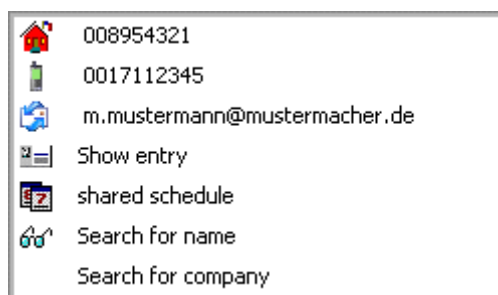 008954321
0017112345
m.mustermann@mustermacher.de
Show entry
shared schedule
Search for name
Search for company